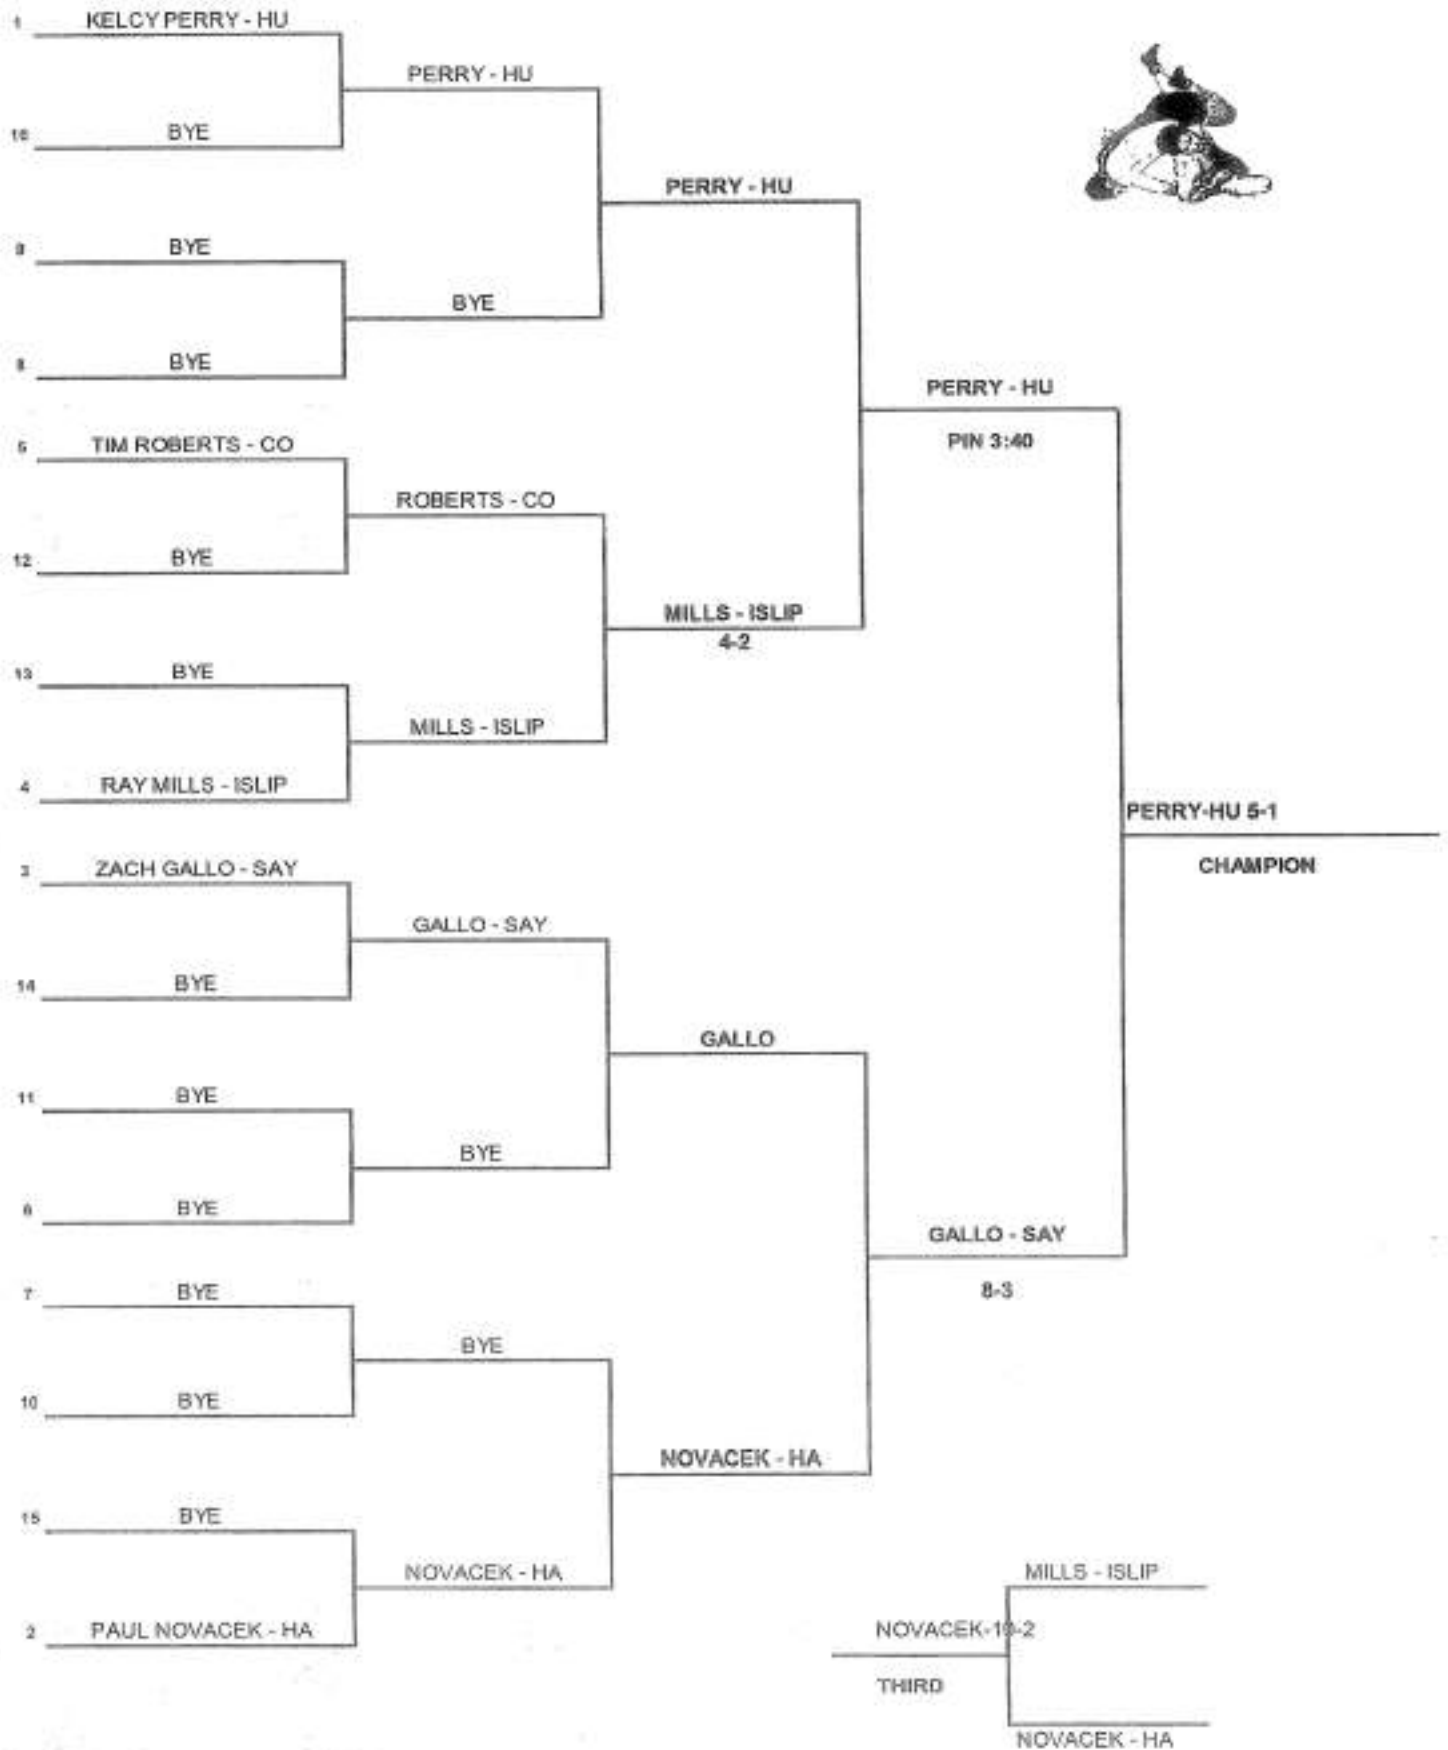 1 KELCY PERRY - HU
PERRY - HU
16 BYE
PERRY - HU
9 BYE
BYE
8 BYE
PERRY - HU
PIN 3:40
5 TIM ROBERTS - CO
ROBERTS - CO
12 BYE
MILLS - ISLIP
4-2
13 BYE
MILLS - ISLIP
4 RAY MILLS - ISLIP
PERRY-HU 5-1
CHAMPION
3 ZACH GALLO - SAY
GALLO - SAY
14 BYE
GALLO
11 BYE
BYE
6 BYE
GALLO - SAY
8-3
7 BYE
BYE
10 BYE
NOVACEK - HA
15 BYE
NOVACEK - HA
2 PAUL NOVACEK - HA
MILLS - ISLIP
NOVACEK-10-2
THIRD
NOVACEK - HA